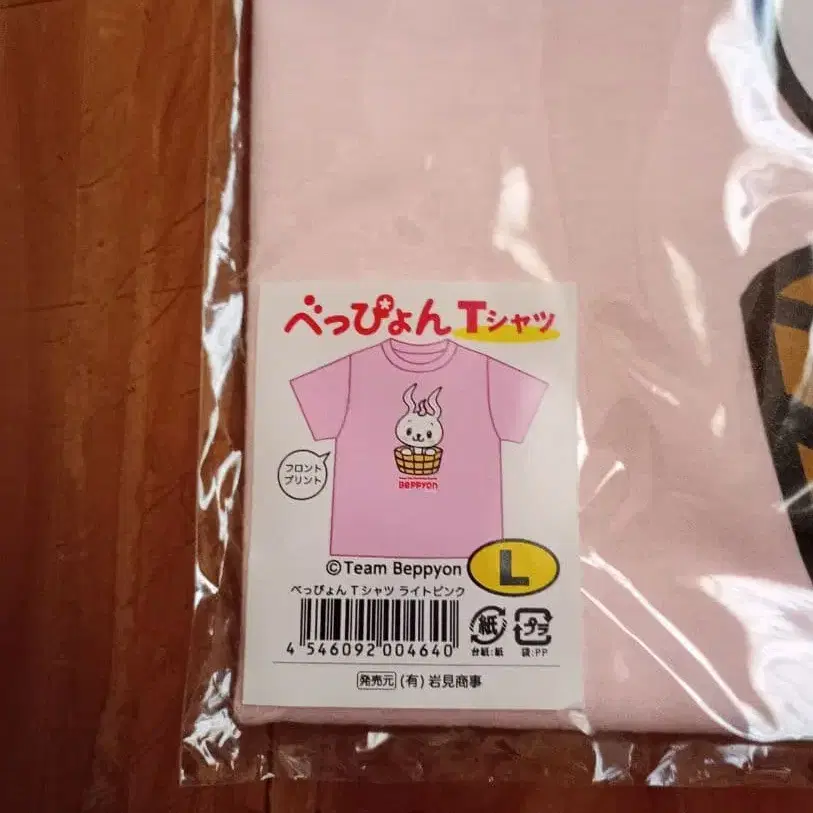 べっぴょんTシャツ
フロント
プリント
BEPPYON
©Team Beppyon
L
べっぴょんTシャツ ライトピンク
4 546092 004640
紙
プラ
台紙:紙
袋:PP
発売元 (有)岩見商事